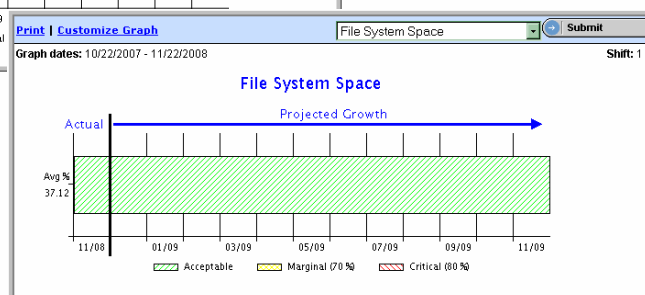 Print | Customize Graph
File System Space
Submit
Graph dates: 10/22/2007 - 11/22/2008
Shift: 1
File System Space
Actual
Projected Growth
Avg %
37.12
11/08 01/09 03/09 05/09 07/09 09/09 11/09
Acceptable Marginal (70 %) Critical (80 %)